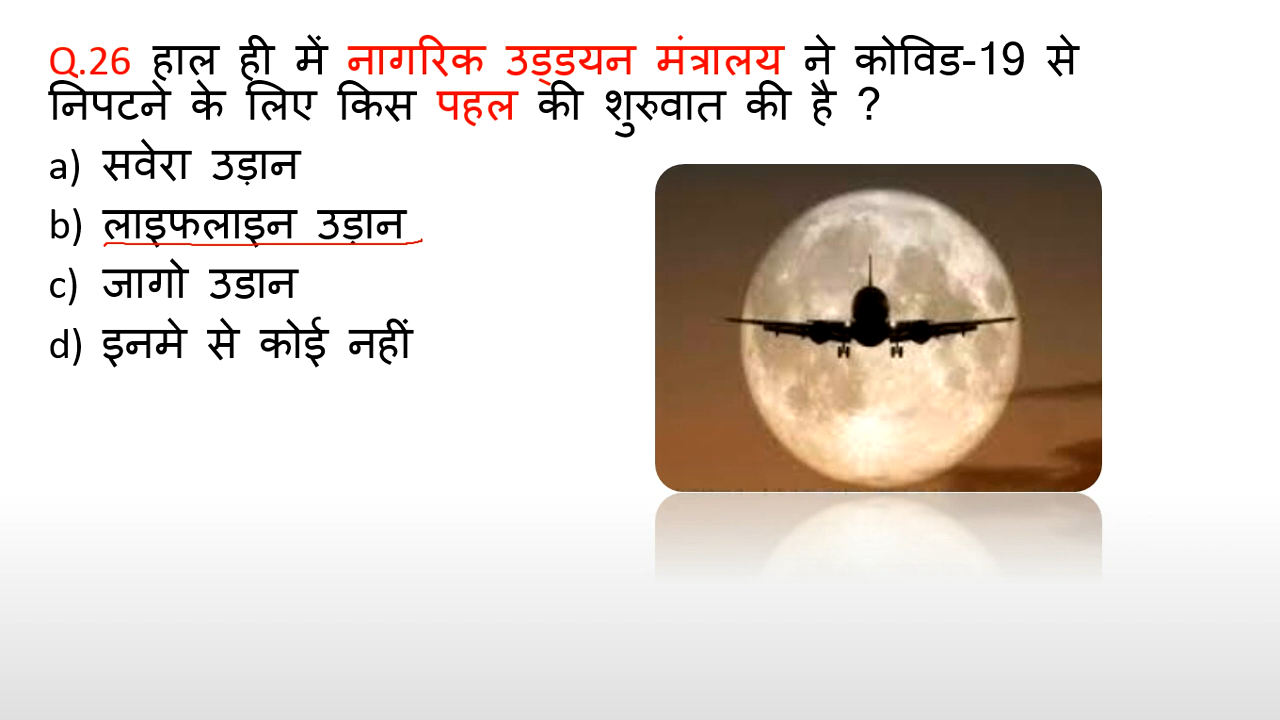 Q.26 हाल ही में नागरिक उड्डयन मंत्रालय ने कोविड-19 से
निपटने के लिए किस पहल की शुरुवात की है ?
a) सवेरा उड़ान
b) लाइफलाइन उड़ान
c) जागो उडान
d) इनमे से कोई नहीं